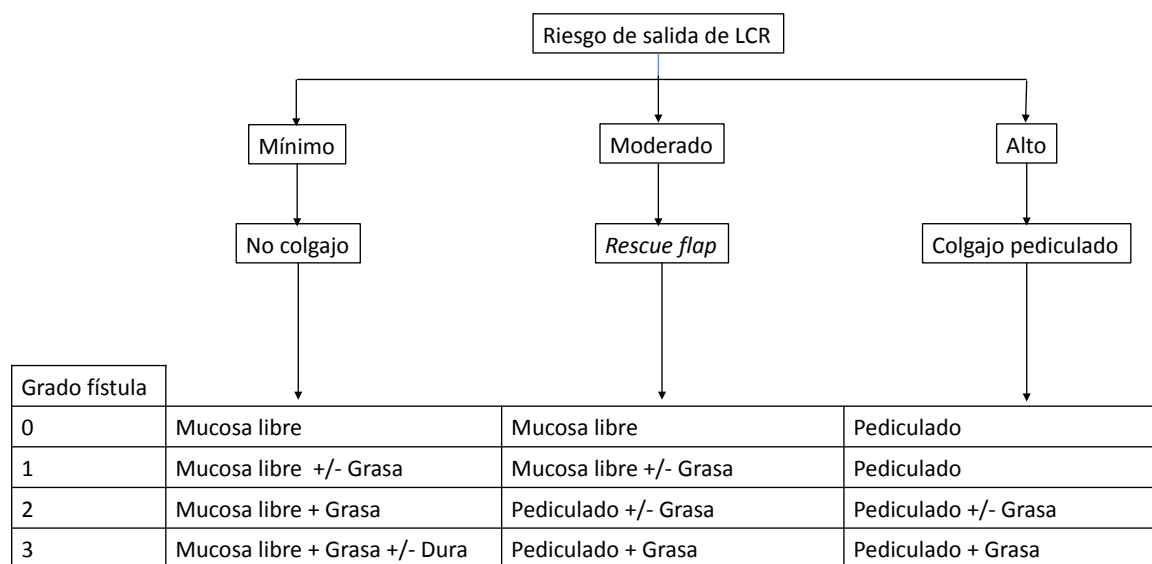 Riesgo de salida de LCR
Mínimo
Moderado
Alto
No colgajo
Rescue flap
Colgajo pediculado
Grado fístula
0 Mucosa libre Mucosa libre Pediculado
1 Mucosa libre +/- Grasa Mucosa libre +/- Grasa Pediculado
2 Mucosa libre + Grasa Pediculado +/- Grasa Pediculado +/- Grasa
3 Mucosa libre + Grasa +/- Dura Pediculado + Grasa Pediculado + Grasa